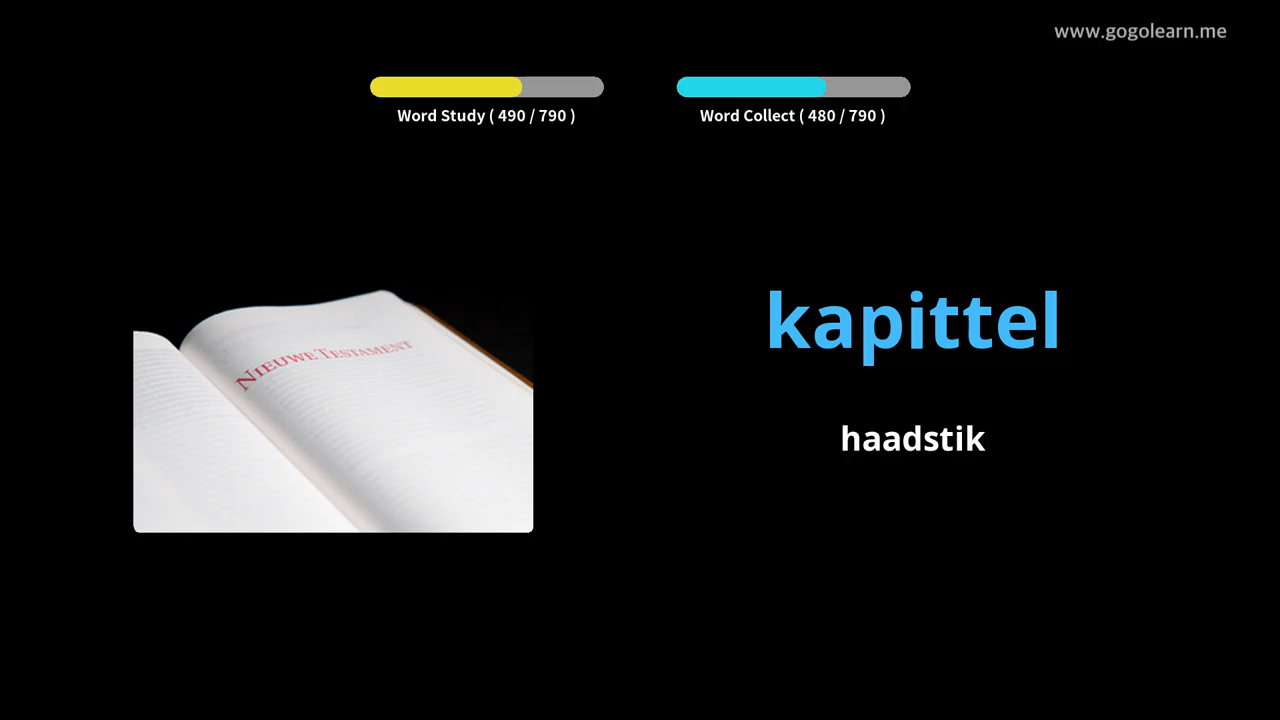 www.gogolearn.me
Word Study ( 490 / 790 )
Word Collect ( 480 / 790 )
NIEUWE TESTAMENT
kapittel
haadstik